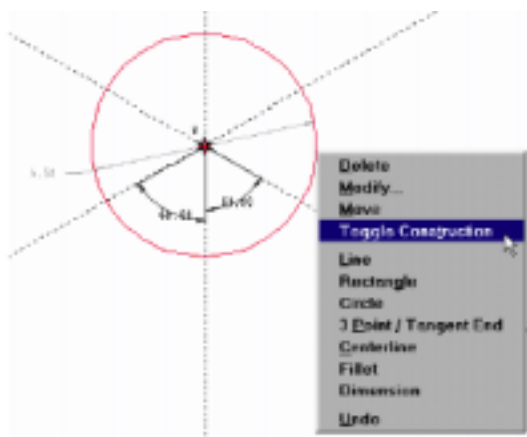 Delete
Modify...
Move
Toggle Construction
Line
Rectangle
Circle
3 Point / Tangent End
Centerline
Fillet
Dimension
Undo